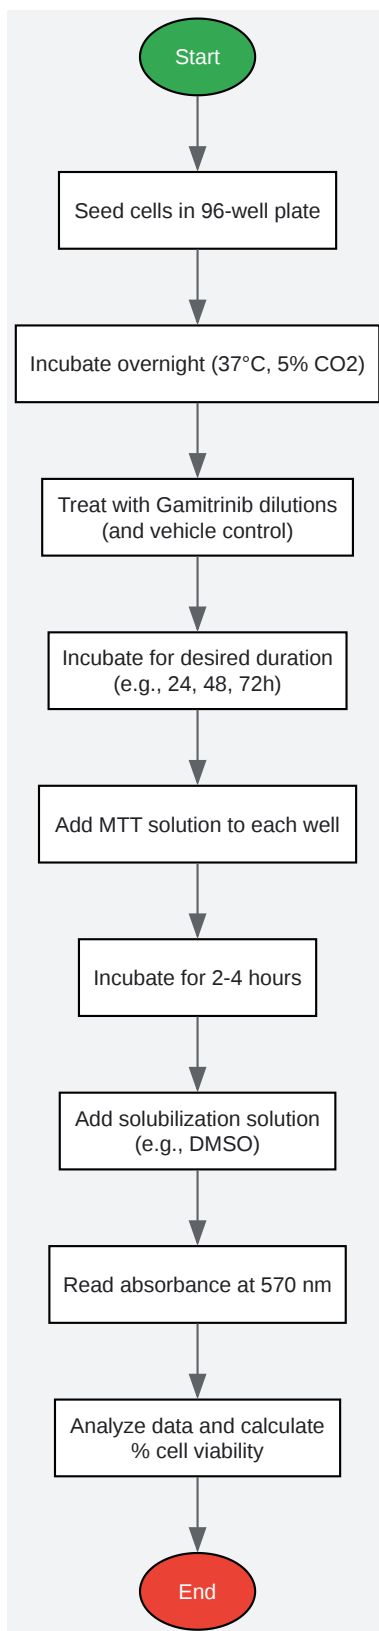 Start
Seed cells in 96-well plate
Incubate overnight (37°C, 5% CO2)
Treat with Gamitrinib dilutions
(and vehicle control)
Incubate for desired duration
(e.g., 24, 48, 72h)
Add MTT solution to each well
Incubate for 2-4 hours
Add solubilization solution
(e.g., DMSO)
Read absorbance at 570 nm
Analyze data and calculate
% cell viability
End